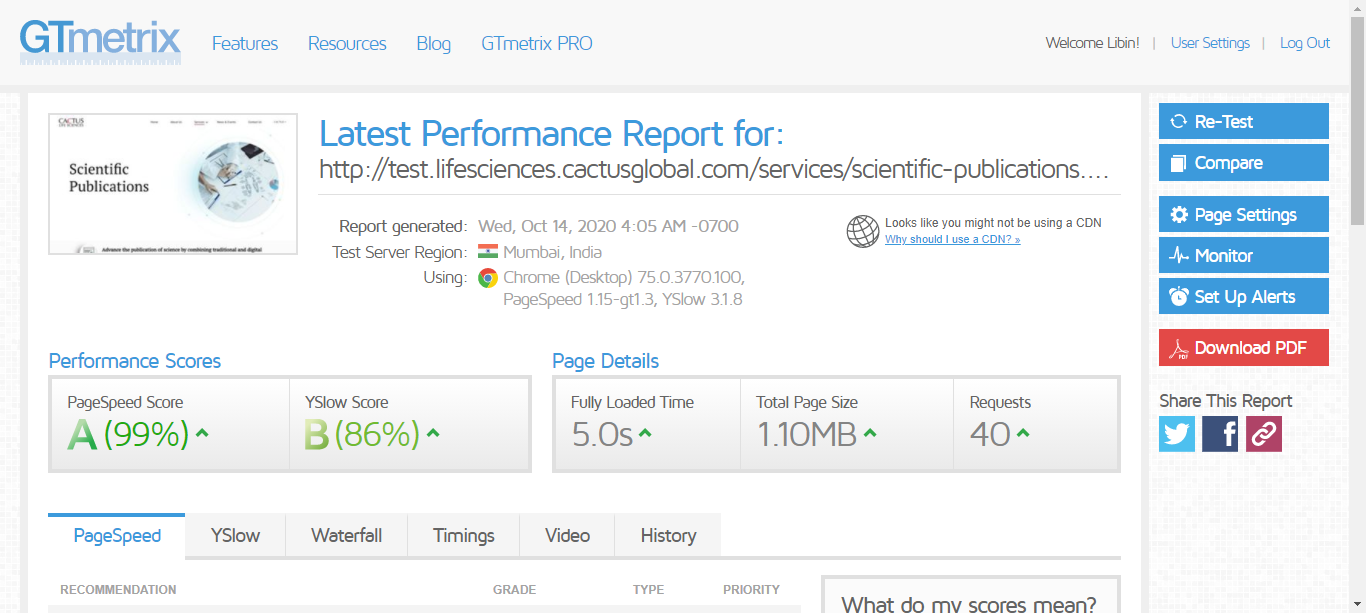 GTmetrix Features Resources Blog GTmetrix PRO Welcome Libin! | User Settings | Log Out
CACTUS
LIFE SCIENCES
Scientific
Publications
Advance the publication of science by combining traditional and digital
Latest Performance Report for:
http://test.lifesciences.cactusglobal.com/services/scientific-publications....
Report generated: Wed, Oct 14, 2020 4:05 AM -0700
Test Server Region: Mumbai, India
Using: Chrome (Desktop) 75.0.3770.100,
PageSpeed 1.15-gt1.3, YSlow 3.1.8
Looks like you might not be using a CDN
Why should I use a CDN? »
Performance Scores
PageSpeed Score YSlow Score
A (99%) B (86%)
Page Details
Fully Loaded Time Total Page Size Requests
5.0s 1.10MB 40
PageSpeed YSlow Waterfall Timings Video History
RECOMMENDATION GRADE TYPE PRIORITY
What do my scores mean?
Re-Test
Compare
Page Settings
Monitor
Set Up Alerts
PDF Download PDF
Share This Report